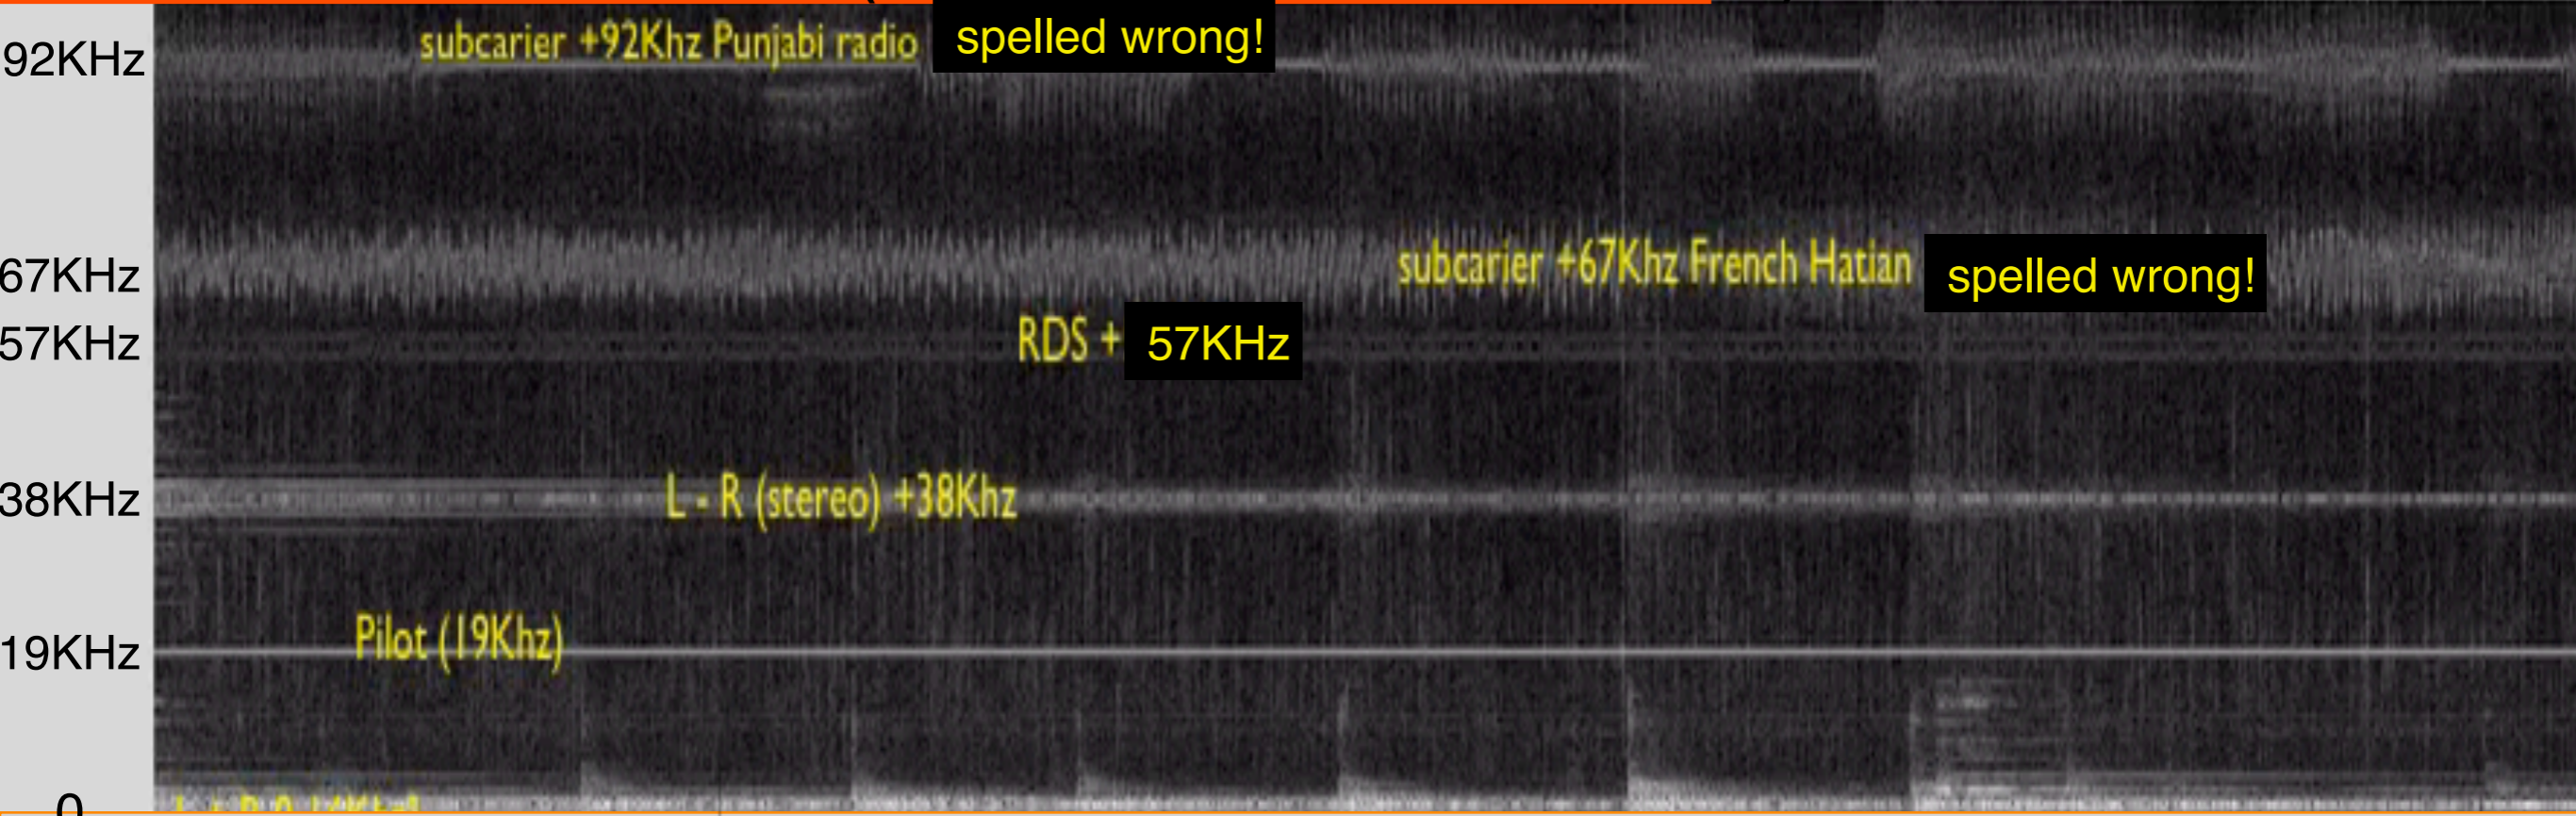 92KHz subcarier +92Khz Punjabi radio spelled wrong!
67KHz subcarier +67Khz French Hatian spelled wrong!
57KHz RDS + 57KHz
38KHz L - R (stereo) +38Khz
19KHz Pilot (19Khz)
0